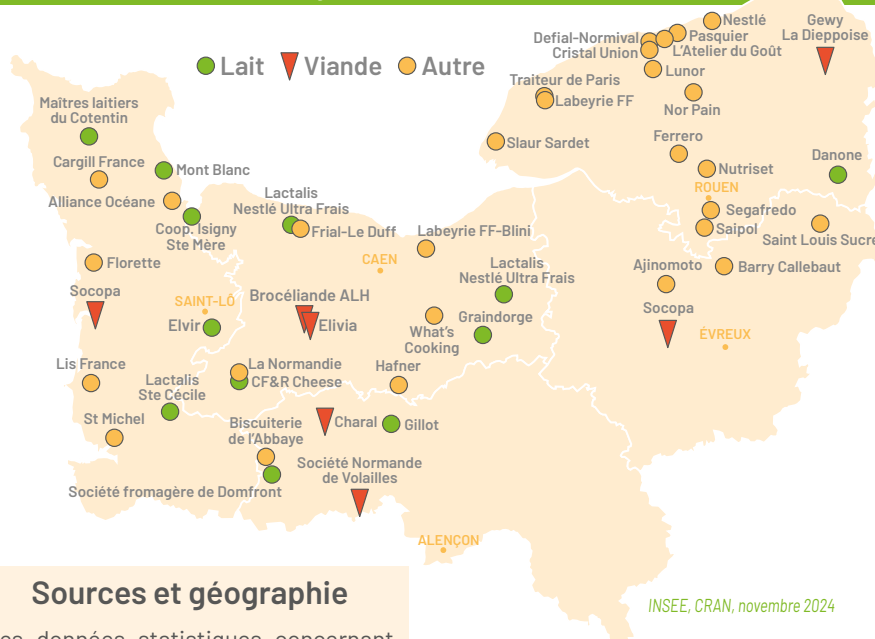 Lait
Viande
Autre
Nestlé
Gewy
La Dieppoise
Pasquier
Defial-Normival
Cristal Union
L'Atelier du Goût
Lunor
Traiteur de Paris
Labeyrie FF
Nor Pain
Maîtres laitiers
du Cotentin
Ferrero
Slaur Sardet
Cargill France
Mont Blanc
Danone
Nutriset
ROUEN
Alliance Océane
Lactalis
Nestlé Ultra Frais
Segafredo
Coop. Isigny
Ste Mère
Frial-Le Duff
Labeyrie FF-Blini
Saipol
Saint Louis Sucre
Florette
CAEN
Lactalis
Nestlé Ultra Frais
Ajinomoto
Barry Callebaut
Socopa
SAINT-LÔ
Brocéliande ALH
Socopa
Elvir
Elivia
Graindorge
What's
Cooking
ÉVREUX
Lis France
La Normandie
CF&R Cheese
Hafner
Lactalis
Ste Cécile
St Michel
Biscuiterie
de l'Abbaye
Charal
Gillot
Société Normande
de Volailles
Société fromagère de Domfront
ALENÇON
Sources et géographie
INSEE, CRAN, novembre 2024
données statistiques concernant